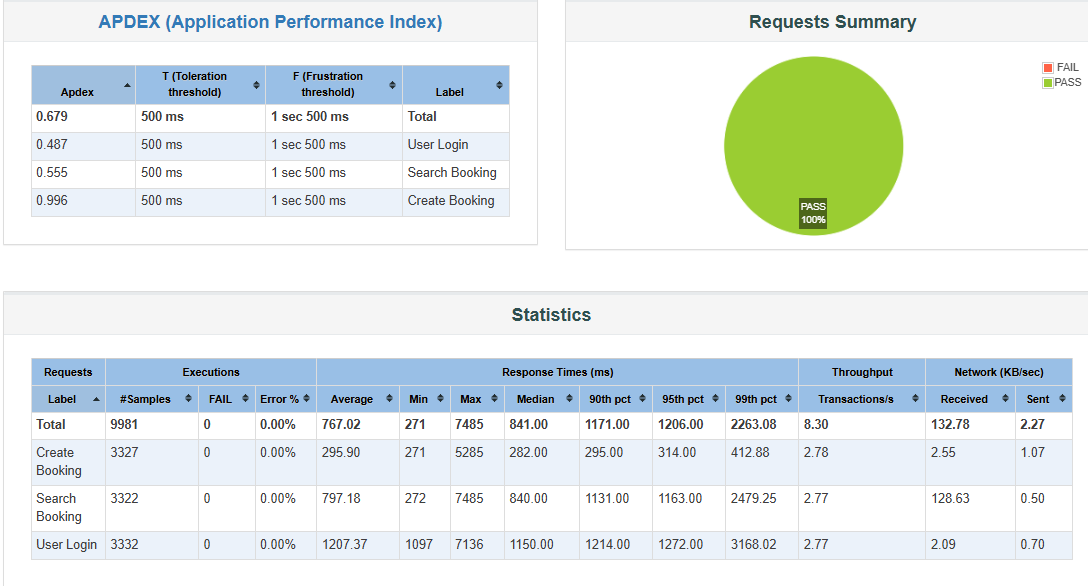 APDEX (Application Performance Index)
Apdex T (Toleration threshold) F (Frustration threshold) Label
0.679 500 ms 1 sec 500 ms Total
0.487 500 ms 1 sec 500 ms User Login
0.555 500 ms 1 sec 500 ms Search Booking
0.996 500 ms 1 sec 500 ms Create Booking
Requests Summary
FAIL
PASS
PASS
100%
Statistics
Requests Executions Response Times (ms) Throughput Network (KB/sec)
Label #Samples FAIL Error % Average Min Max Median 90th pct 95th pct 99th pct Transactions/s Received Sent
Total 9981 0 0.00% 767.02 271 7485 841.00 1171.00 1206.00 2263.08 8.30 132.78 2.27
Create Booking 3327 0 0.00% 295.90 271 5285 282.00 295.00 314.00 412.88 2.78 2.55 1.07
Search Booking 3322 0 0.00% 797.18 272 7485 840.00 1131.00 1163.00 2479.25 2.77 128.63 0.50
User Login 3332 0 0.00% 1207.37 1097 7136 1150.00 1214.00 1272.00 3168.02 2.77 2.09 0.70